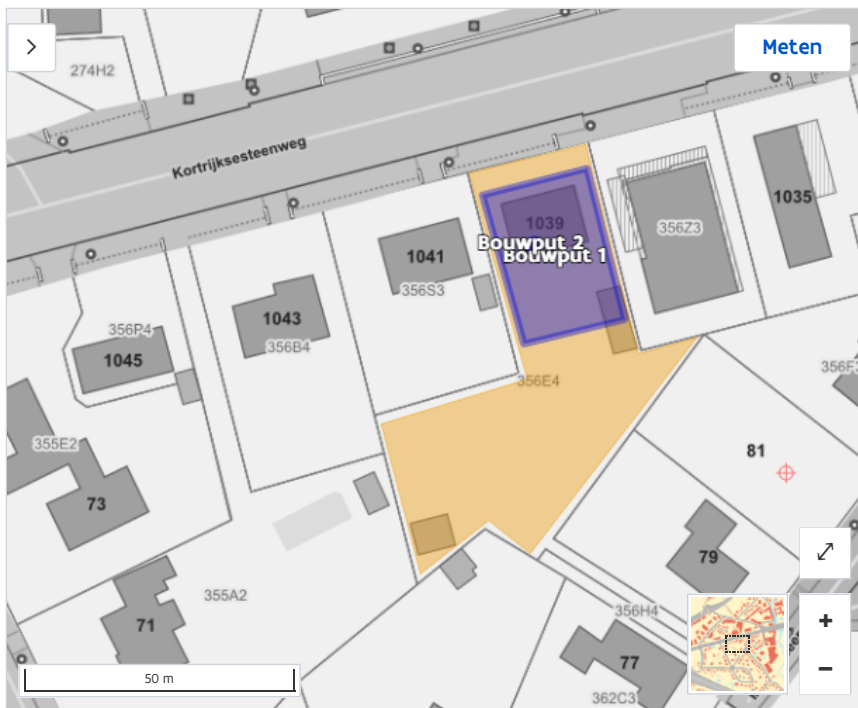 Meten
274H2
Kortrijksesteenweg
1035
1039
356Z3
Bouwput 2
Bouwput 1
1041
356S3
1043
356B4
356P4
1045
356E4
355E2
81
73
79
355A2
356H4
71
77
362C3
50 m
+
−